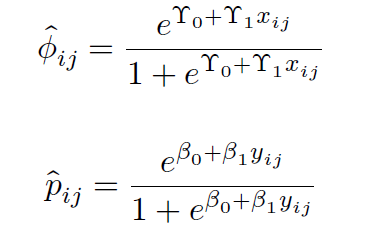 \hat{\phi}_{ij} = \frac{e^{\Upsilon_0+\Upsilon_1 x_{ij}}}{1+e^{\Upsilon_0+\Upsilon_1 x_{ij}}}
\hat{p}_{ij} = \frac{e^{\beta_0+\beta_1 y_{ij}}}{1+e^{\beta_0+\beta_1 y_{ij}}}